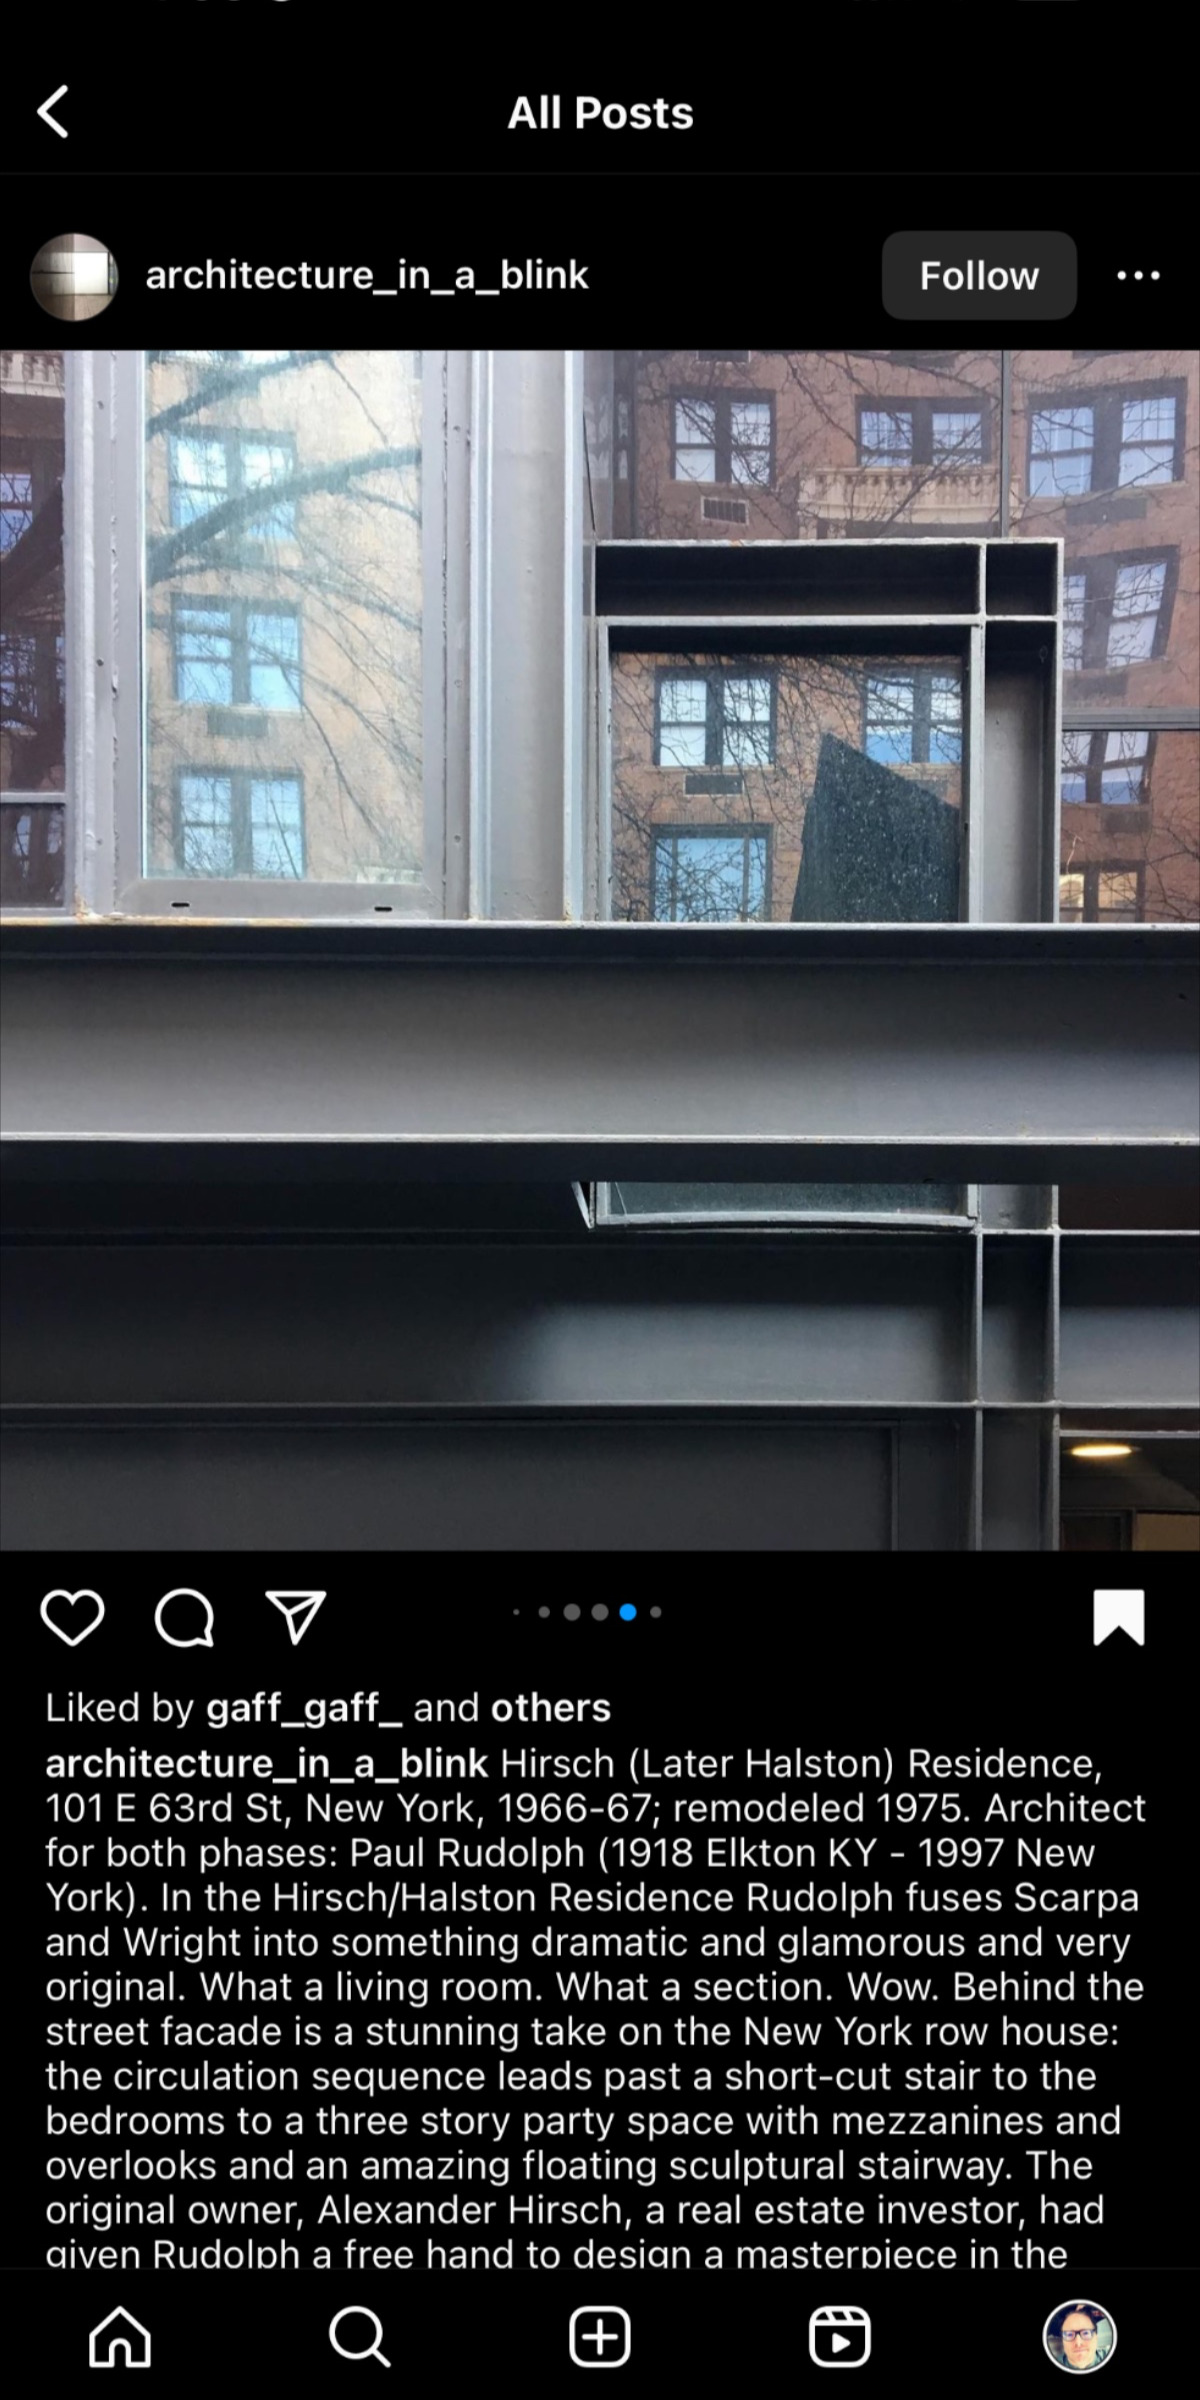 All Posts
architecture_in_a_blink
Follow
Liked by gaff_gaff_ and others
architecture_in_a_blink Hirsch (Later Halston) Residence,
101 E 63rd St, New York, 1966-67; remodeled 1975. Architect
for both phases: Paul Rudolph (1918 Elkton KY - 1997 New
York). In the Hirsch/Halston Residence Rudolph fuses Scarpa
and Wright into something dramatic and glamorous and very
original. What a living room. What a section. Wow. Behind the
street facade is a stunning take on the New York row house:
the circulation sequence leads past a short-cut stair to the
bedrooms to a three story party space with mezzanines and
overlooks and an amazing floating sculptural stairway. The
original owner, Alexander Hirsch, a real estate investor, had
given Rudolph a free hand to design a masterpiece in the